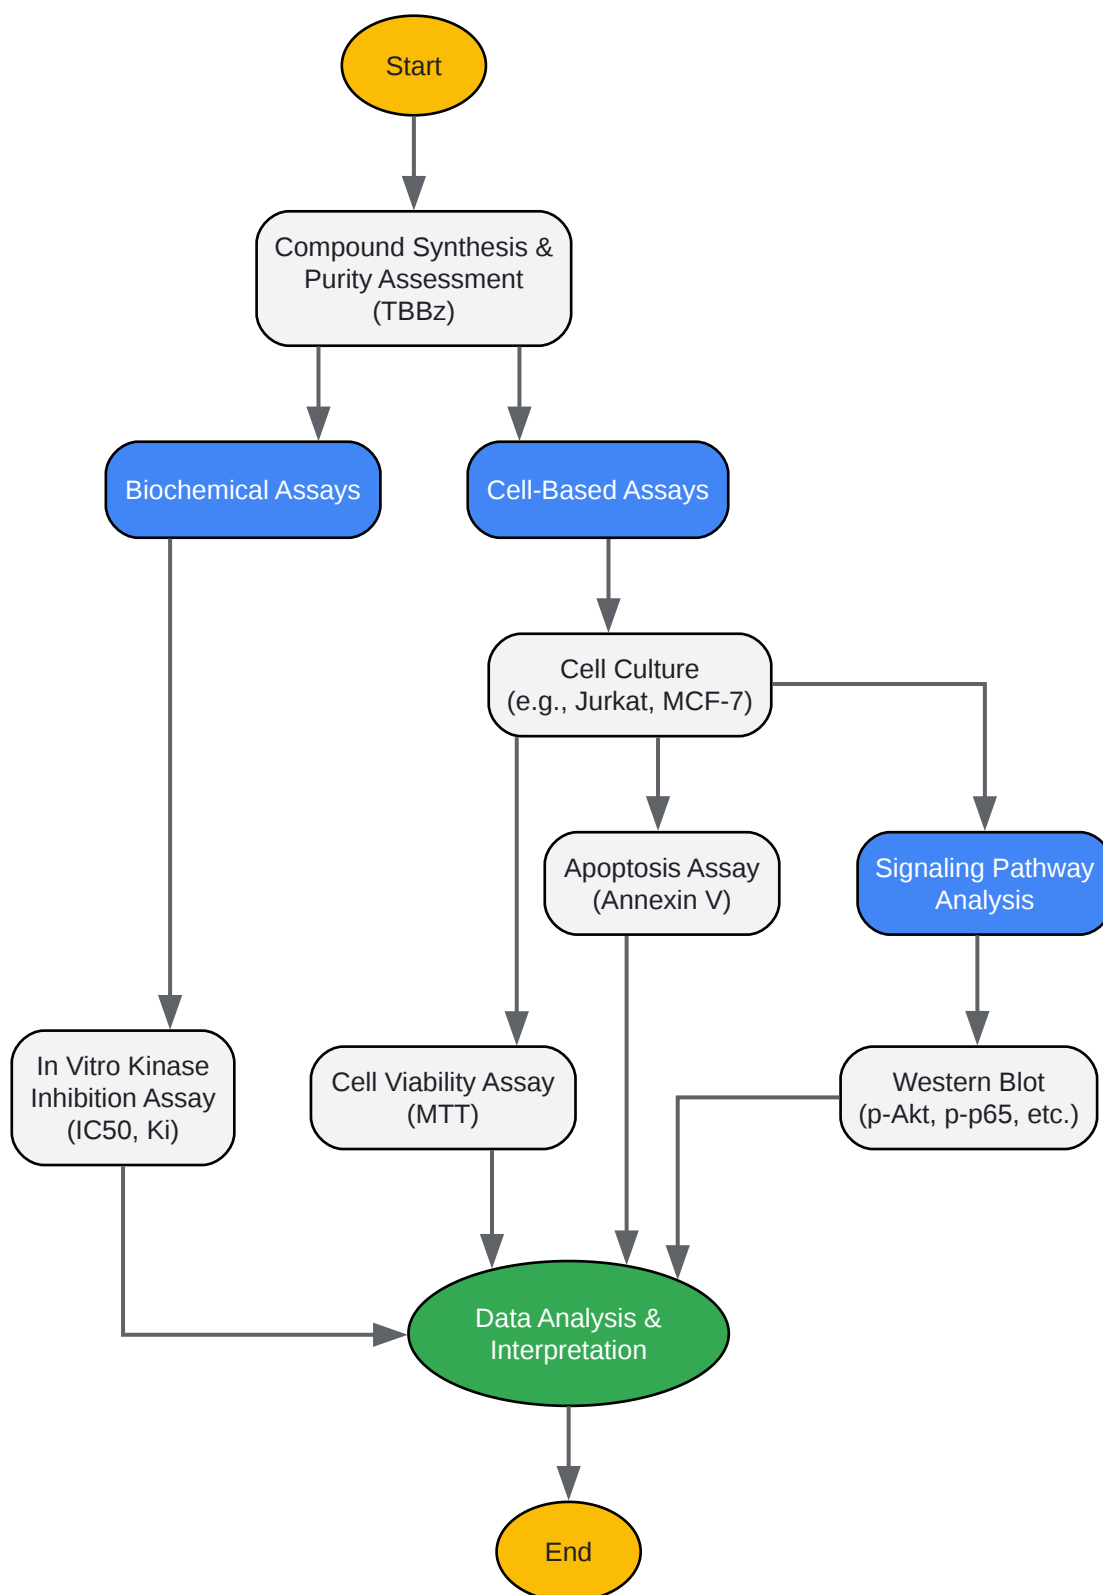 Start
Compound Synthesis &
Purity Assessment
(TBBz)
Biochemical Assays
Cell-Based Assays
Cell Culture
(e.g., Jurkat, MCF-7)
Apoptosis Assay
(Annexin V)
Signaling Pathway
Analysis
In Vitro Kinase
Inhibition Assay
(IC50, Ki)
Cell Viability Assay
(MTT)
Western Blot
(p-Akt, p-p65, etc.)
Data Analysis &
Interpretation
End